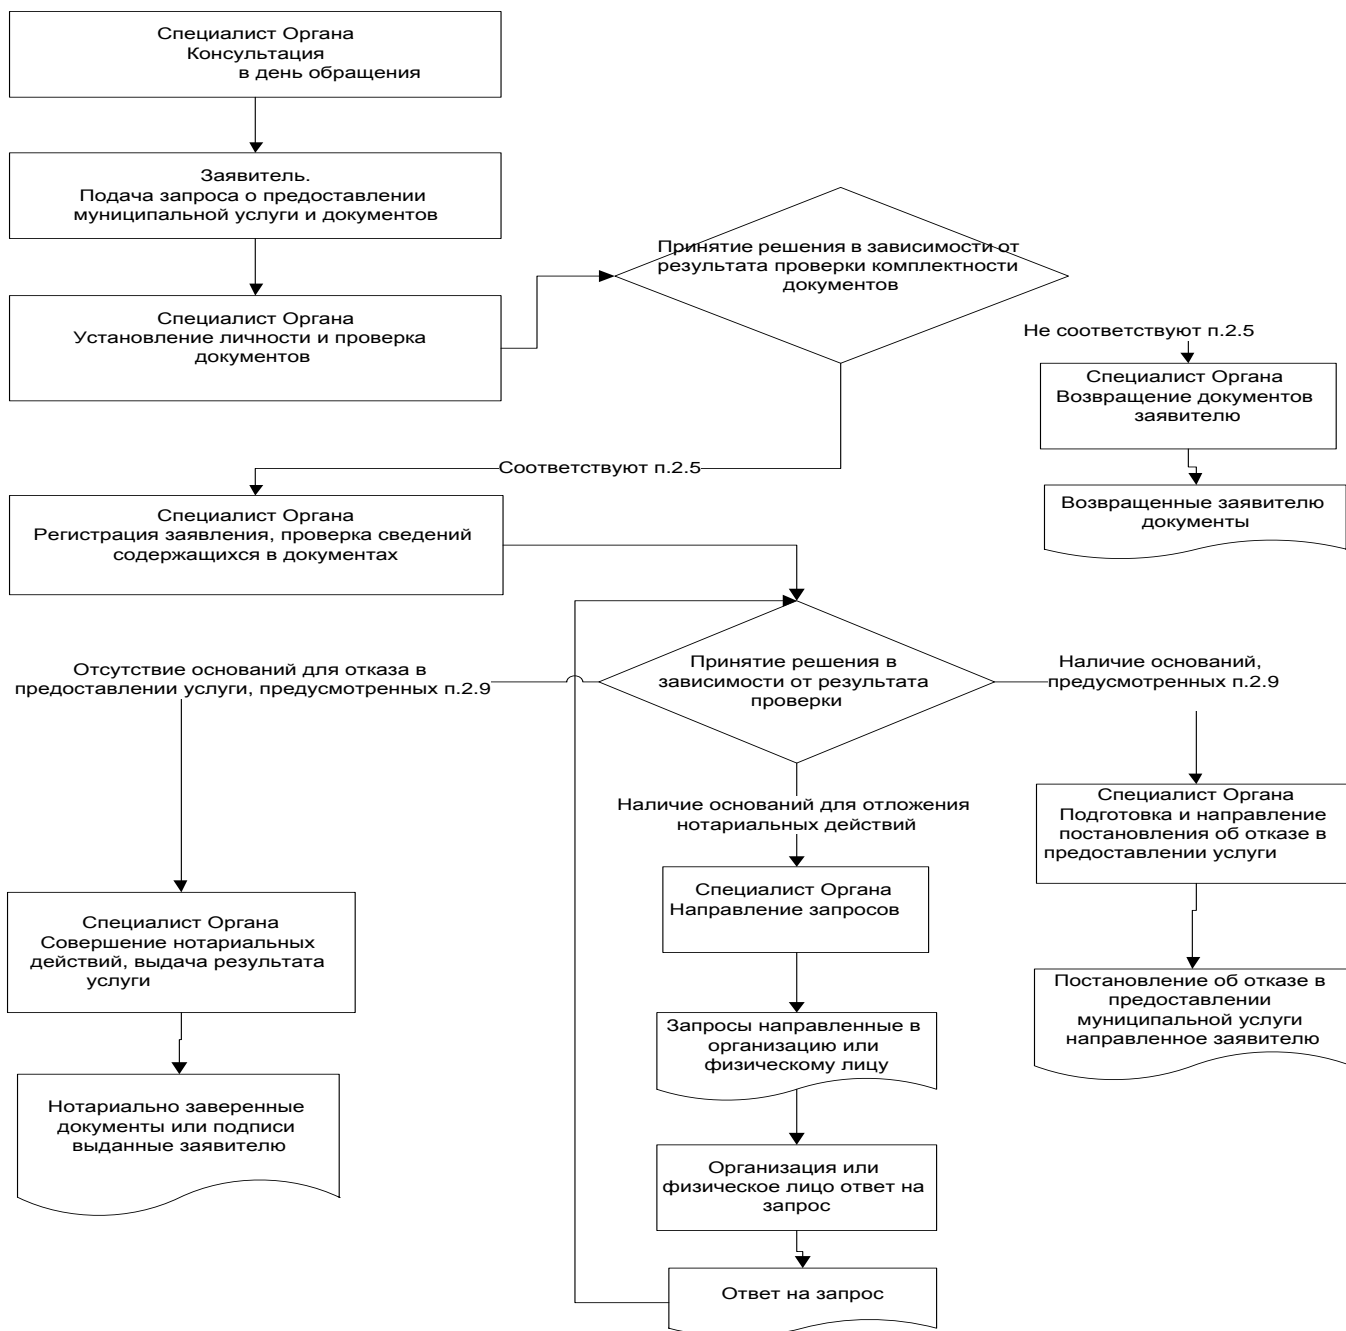 Специалист Органа
Консультация
в день обращения
Заявитель.
Подача запроса о предоставлении
муниципальной услуги и документов
Специалист Органа
Установление личности и проверка
документов
Принятие решения в зависимости от
результата проверки комплектности
документов
Не соответствуют п.2.5
Специалист Органа
Возвращение документов
заявителю
Возвращенные заявителю
документы
Соответствуют п.2.5
Специалист Органа
Регистрация заявления, проверка сведений
содержащихся в документах
Принятие решения в
зависимости от результата
проверки
Отсутствие оснований для отказа в
предоставлении услуги, предусмотренных п.2.9
Наличие оснований,
предусмотренных п.2.9
Наличие оснований для отложения
нотариальных действий
Специалист Органа
Подготовка и направление
постановления об отказе в
предоставлении услуги
Специалист Органа
Направление запросов
Специалист Органа
Совершение нотариальных
действий, выдача результата
услуги
Постановление об отказе в
предоставлении
муниципальной услуги
направленное заявителю
Запросы направленные в
организацию или
физическому лицу
Нотариально заверенные
документы или подписи
выданные заявителю
Организация или
физическое лицо ответ на
запрос
Ответ на запрос